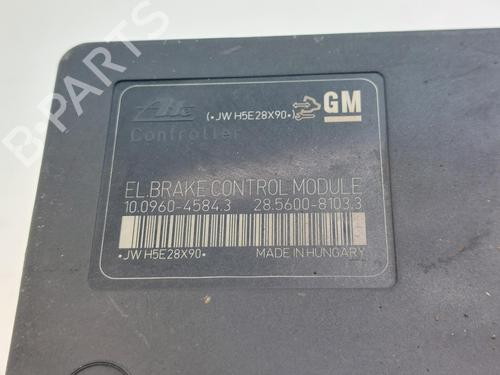 Ate (•JW H5E28X90•) GM
Controller
EL.BRAKE CONTROL MODULE
10.0960-4584.3 28.5600-8103.3
•JW H5E28X90• MADE IN HUNGARY
B-PARTS